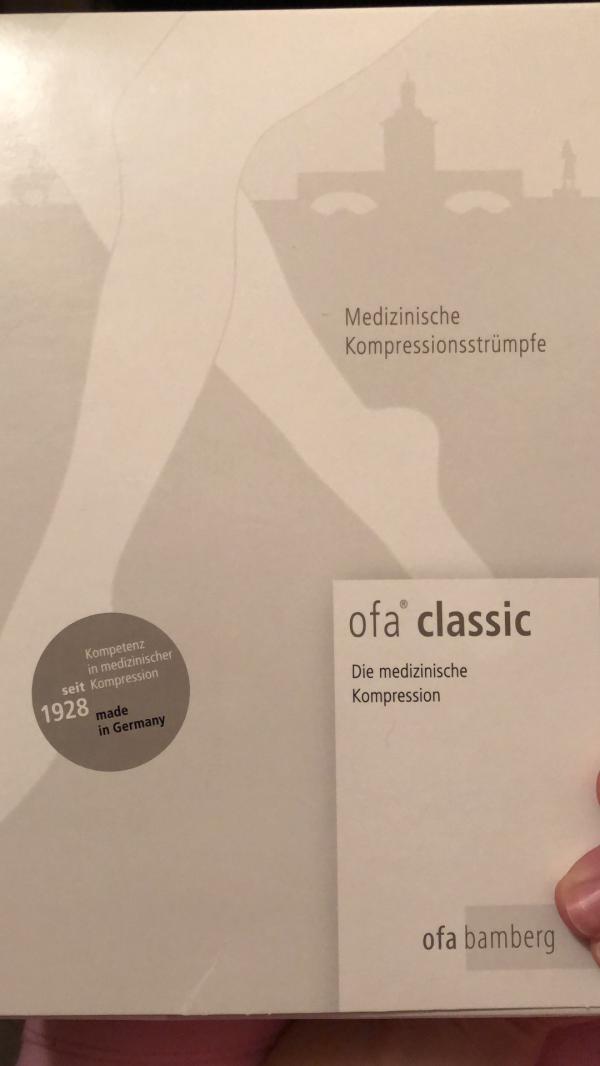 Medizinische
Kompressionsstrümpfe
ofa® classic
Die medizinische
Kompression
Kompetenz
in medizinischer
seit Kompression
1928 made
in Germany
ofa bamberg